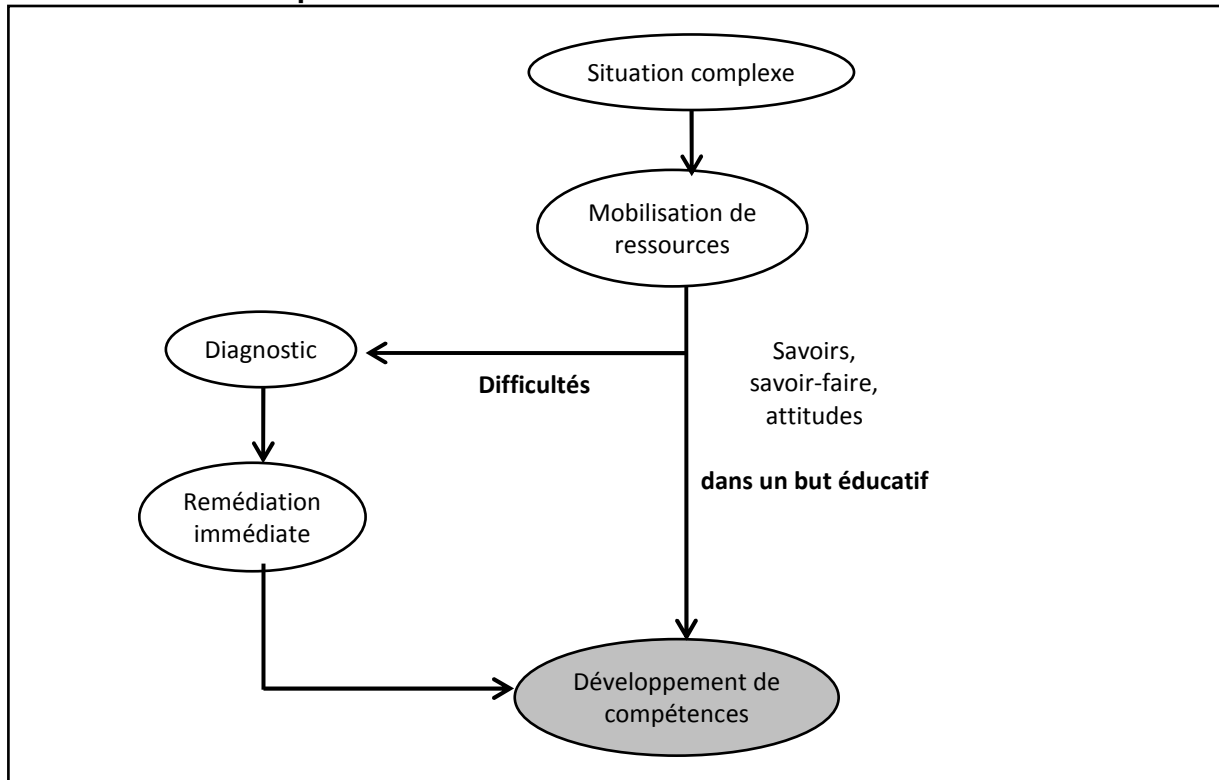 Situation complexe
Mobilisation de
ressources
Diagnostic
Difficultés
Savoirs,
savoir-faire,
attitudes
dans un but éducatif
Remédiation
immédiate
Développement de
compétences